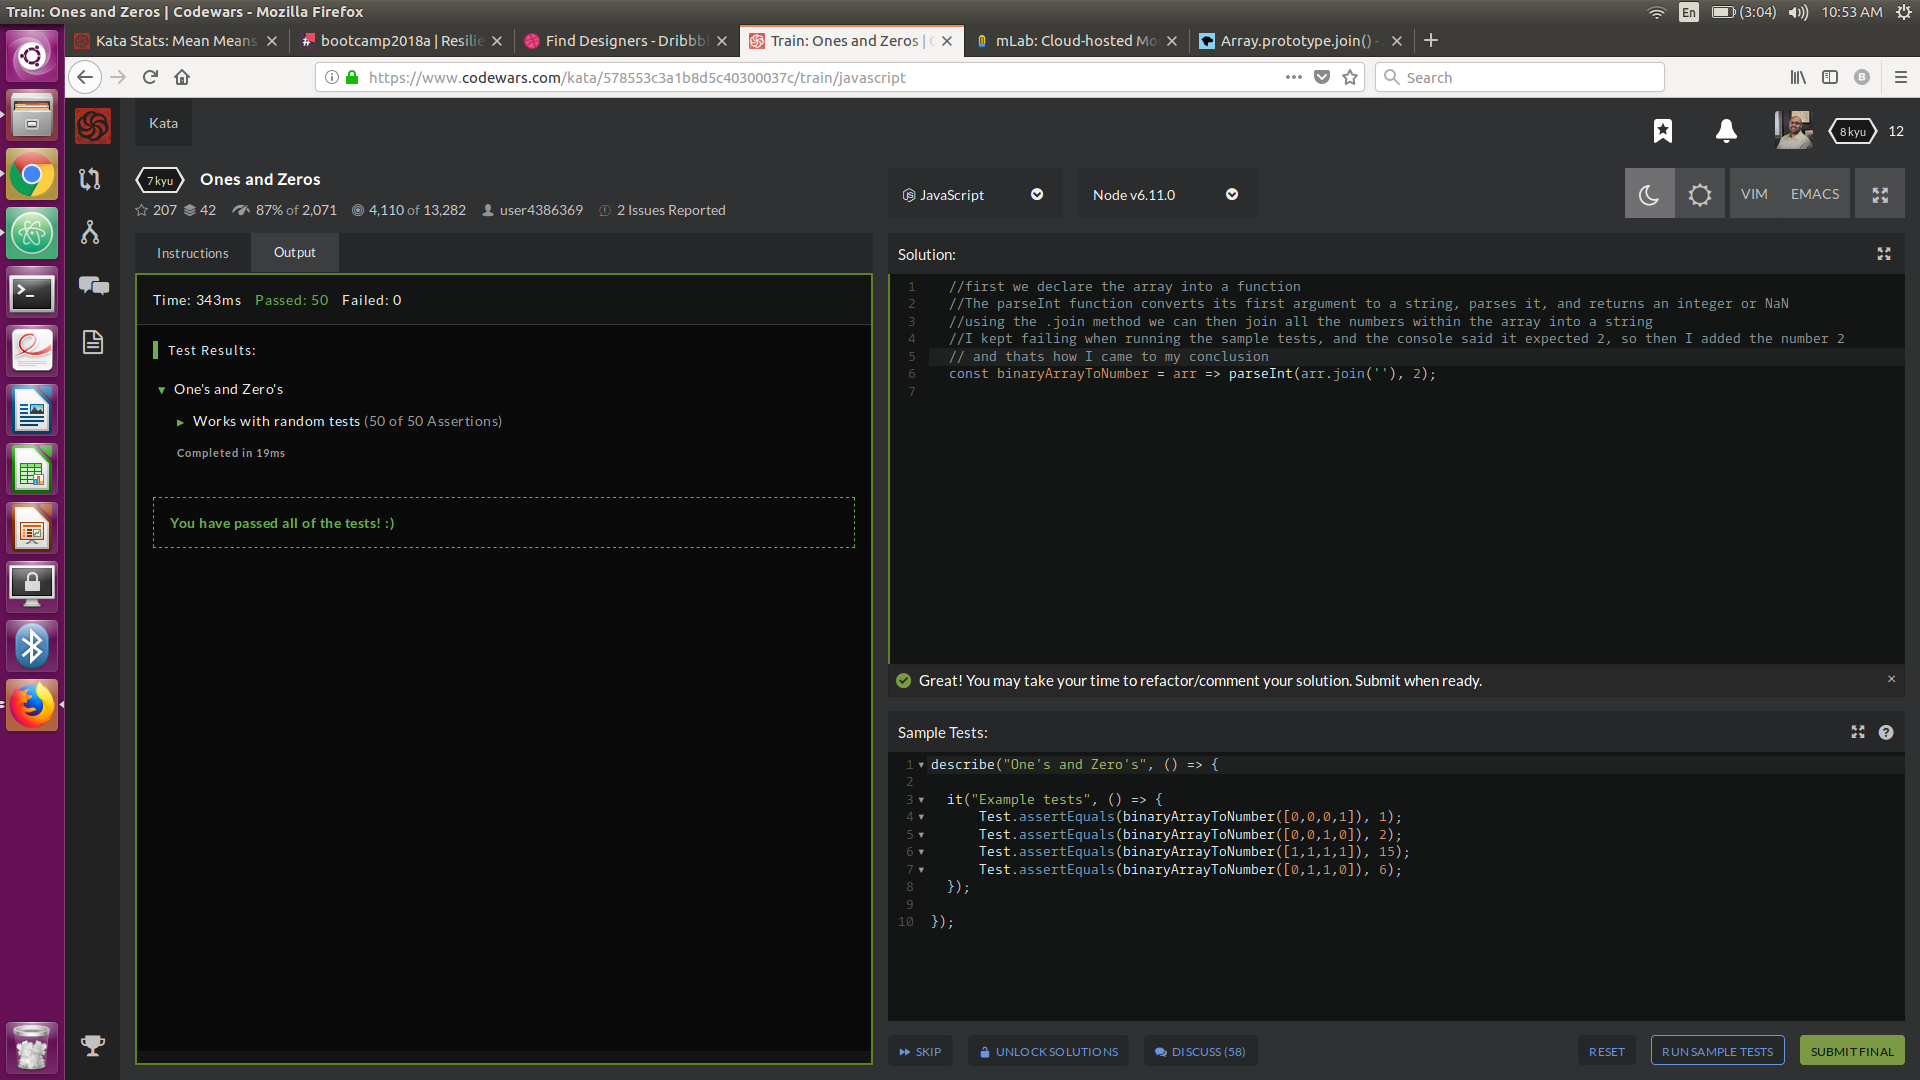 Train: Ones and Zeros | Codewars - Mozilla Firefox
En (3:04) 10:53 AM
Kata Stats: Mean Means
bootcamp2018a | Resilie
Find Designers - Dribbbl
Train: Ones and Zeros |
mLab: Cloud-hosted Mo
Array.prototype.join() -
https://www.codewars.com/kata/578553c3a1b8d5c40300037c/train/javascript
Search
Kata
8 kyu 12
7 kyu Ones and Zeros
207 42 87% of 2,071 4,110 of 13,282 user4386369 2 Issues Reported
JavaScript
Node v6.11.0
VIM EMACS
Instructions
Output
Time: 343ms Passed: 50 Failed: 0
Test Results:
▼ One's and Zero's
▶ Works with random tests (50 of 50 Assertions)
Completed in 19ms
You have passed all of the tests! :)
Solution:
1 //first we declare the array into a function
2 //The parseInt function converts its first argument to a string, parses it, and returns an integer or NaN
3 //using the .join method we can then join all the numbers within the array into a string
4 //I kept failing when running the sample tests, and the console said it expected 2, so then I added the number 2
5 // and thats how I came to my conclusion
6 const binaryArrayToNumber = arr => parseInt(arr.join(''), 2);
7
Great! You may take your time to refactor/comment your solution. Submit when ready. ×
Sample Tests:
1 describe("One's and Zero's", () => {
2
3 it("Example tests", () => {
4 Test.assertEquals(binaryArrayToNumber([0,0,0,1]), 1);
5 Test.assertEquals(binaryArrayToNumber([0,0,1,0]), 2);
6 Test.assertEquals(binaryArrayToNumber([1,1,1,1]), 15);
7 Test.assertEquals(binaryArrayToNumber([0,1,1,0]), 6);
8 });
9
10 });
SKIP
UNLOCK SOLUTIONS
DISCUSS (58)
RESET
RUN SAMPLE TESTS
SUBMIT FINAL